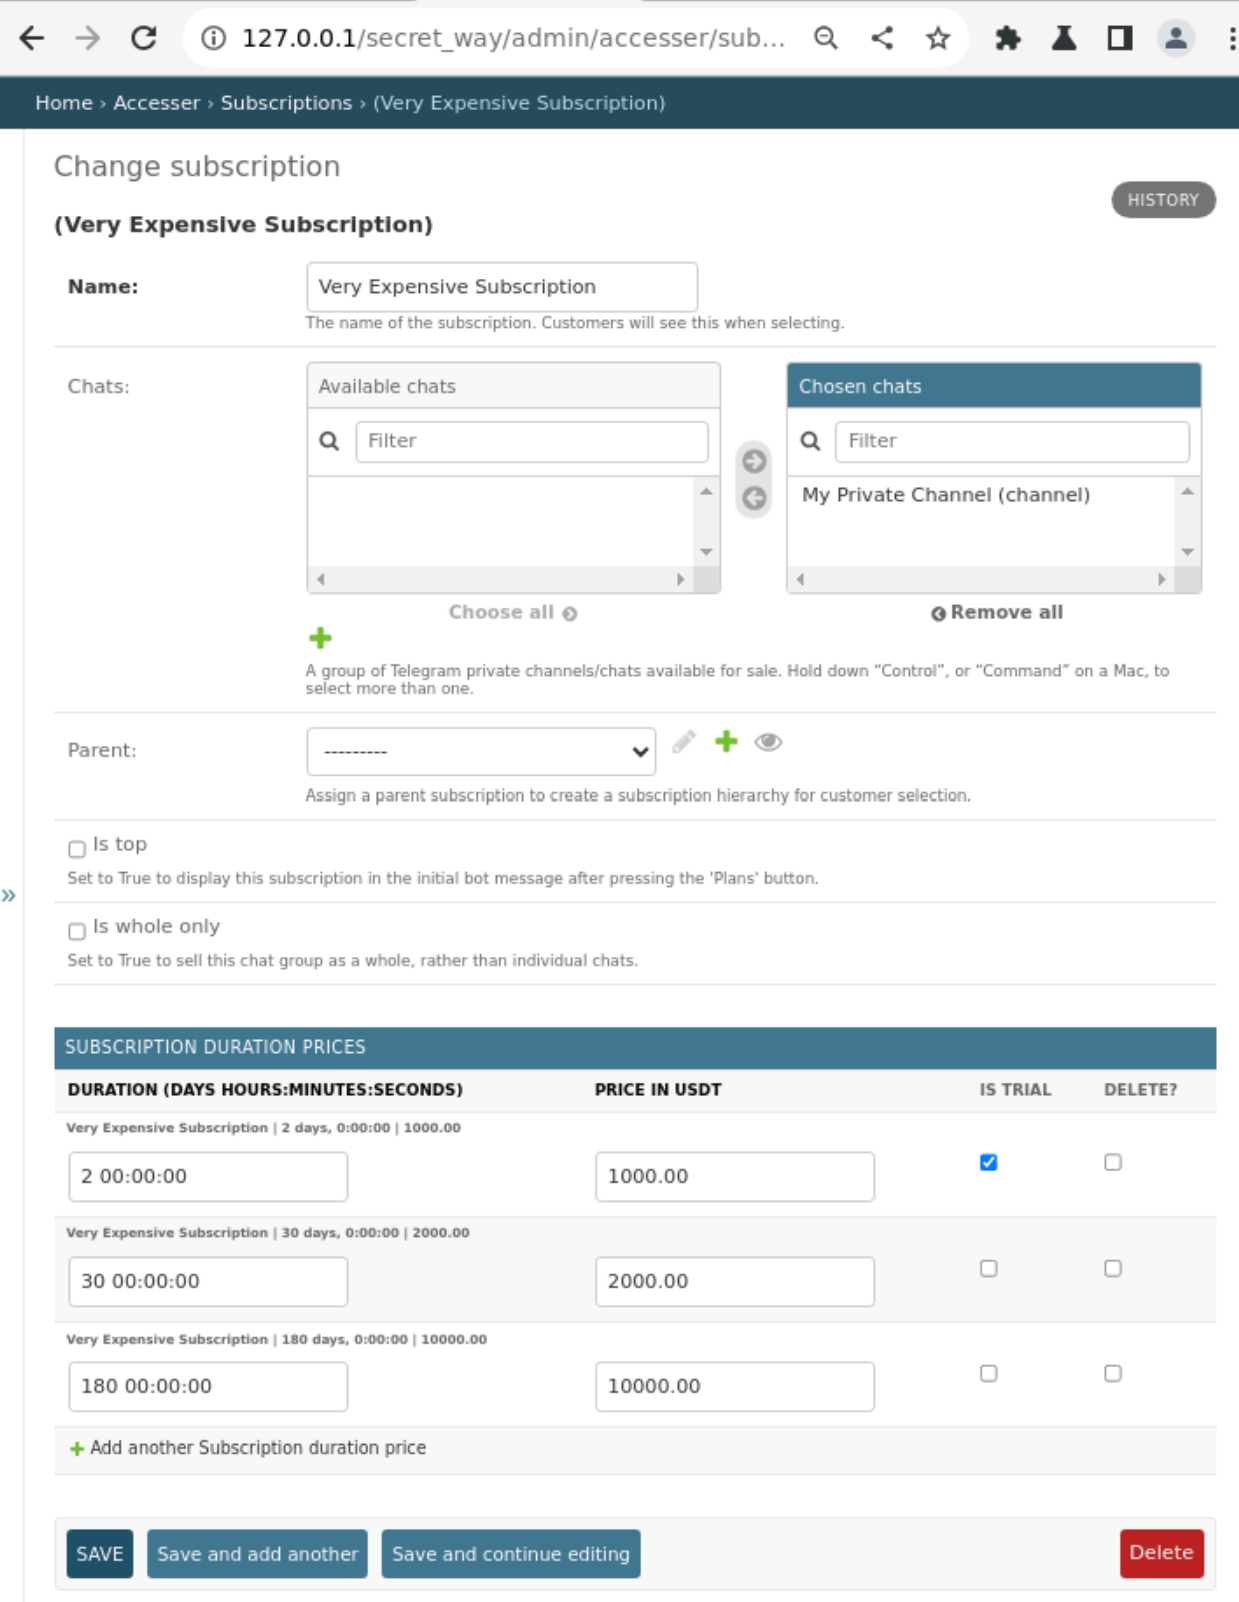 127.0.0.1/secret_way/admin/accesser/sub...
Home › Accesser › Subscriptions › (Very Expensive Subscription)
Change subscription
HISTORY
(Very Expensive Subscription)
Name:
Very Expensive Subscription
The name of the subscription. Customers will see this when selecting.
Chats:
Available chats
Chosen chats
Filter
Filter
My Private Channel (channel)
Choose all
Remove all
A group of Telegram private channels/chats available for sale. Hold down “Control”, or “Command” on a Mac, to
select more than one.
Parent:
---------
Assign a parent subscription to create a subscription hierarchy for customer selection.
Is top
Set to True to display this subscription in the initial bot message after pressing the 'Plans' button.
»
Is whole only
Set to True to sell this chat group as a whole, rather than individual chats.
SUBSCRIPTION DURATION PRICES
DURATION (DAYS HOURS:MINUTES:SECONDS) PRICE IN USDT IS TRIAL DELETE?
Very Expensive Subscription | 2 days, 0:00:00 | 1000.00
2 00:00:00 1000.00
Very Expensive Subscription | 30 days, 0:00:00 | 2000.00
30 00:00:00 2000.00
Very Expensive Subscription | 180 days, 0:00:00 | 10000.00
180 00:00:00 10000.00
Add another Subscription duration price
SAVE Save and add another Save and continue editing Delete